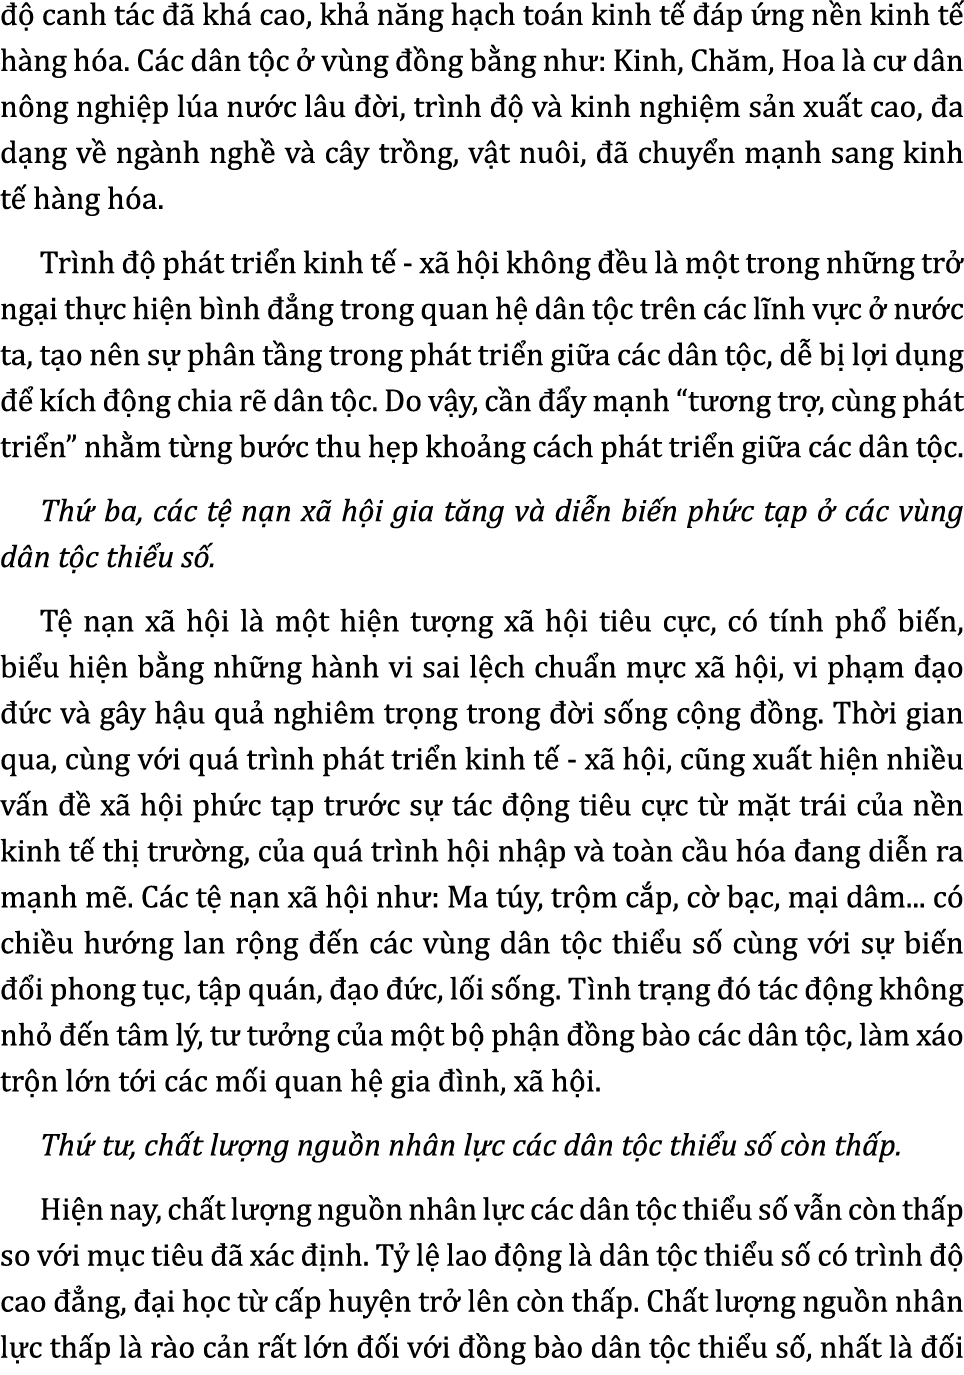 độ canh tác đã khá cao, khả năng hạch toán kinh tế đáp ứng nền kinh tế
hàng hóa. Các dân tộc ở vùng đồng bằng như: Kinh, Chăm, Hoa là cư dân
nông nghiệp lúa nước lâu đời, trình độ và kinh nghiệm sản xuất cao, đa
dạng về ngành nghề và cây trồng, vật nuôi, đã chuyển mạnh sang kinh
tế hàng hóa.
Trình độ phát triển kinh tế - xã hội không đều là một trong những trở
ngại thực hiện bình đẳng trong quan hệ dân tộc trên các lĩnh vực ở nước
ta, tạo nên sự phân tầng trong phát triển giữa các dân tộc, dễ bị lợi dụng
để kích động chia rẽ dân tộc. Do vậy, cần đẩy mạnh “tương trợ, cùng phát
triển” nhằm từng bước thu hẹp khoảng cách phát triển giữa các dân tộc.
Thứ ba, các tệ nạn xã hội gia tăng và diễn biến phức tạp ở các vùng
dân tộc thiểu số.
Tệ nạn xã hội là một hiện tượng xã hội tiêu cực, có tính phổ biến,
biểu hiện bằng những hành vi sai lệch chuẩn mực xã hội, vi phạm đạo
đức và gây hậu quả nghiêm trọng trong đời sống cộng đồng. Thời gian
qua, cùng với quá trình phát triển kinh tế - xã hội, cũng xuất hiện nhiều
vấn đề xã hội phức tạp trước sự tác động tiêu cực từ mặt trái của nền
kinh tế thị trường, của quá trình hội nhập và toàn cầu hóa đang diễn ra
mạnh mẽ. Các tệ nạn xã hội như: Ma túy, trộm cắp, cờ bạc, mại dâm... có
chiều hướng lan rộng đến các vùng dân tộc thiểu số cùng với sự biến
đổi phong tục, tập quán, đạo đức, lối sống. Tình trạng đó tác động không
nhỏ đến tâm lý, tư tưởng của một bộ phận đồng bào các dân tộc, làm xáo
trộn lớn tới các mối quan hệ gia đình, xã hội.
Thứ tư, chất lượng nguồn nhân lực các dân tộc thiểu số còn thấp.
Hiện nay, chất lượng nguồn nhân lực các dân tộc thiểu số vẫn còn thấp
so với mục tiêu đã xác định. Tỷ lệ lao động là dân tộc thiểu số có trình độ
cao đẳng, đại học từ cấp huyện trở lên còn thấp. Chất lượng nguồn nhân
lực thấp là rào cản rất lớn đối với đồng bào dân tộc thiểu số, nhất là đối